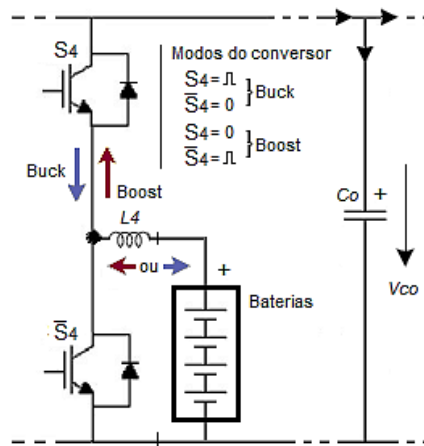 S4
Modos do conversor
S4 = ⎍
S̅4 = 0
} Buck
S4 = 0
S̅4 = ⎍
} Boost
Buck
Boost
L4
ou
+
Baterias
S̅4
Co
+
Vco